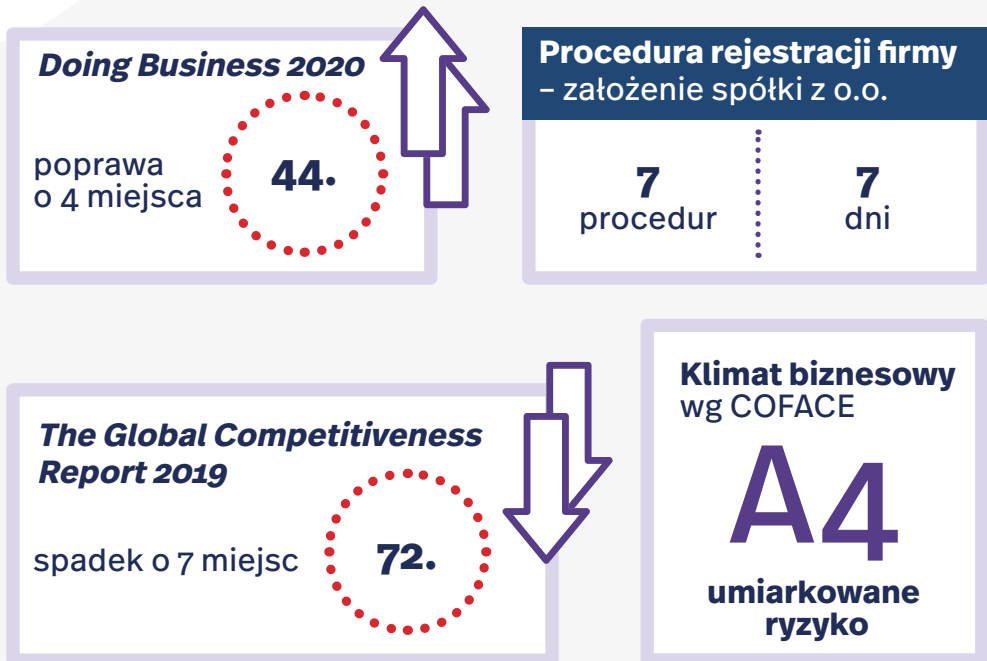 Doing Business 2020
poprawa
o 4 miejsca
44.
Procedura rejestracji firmy
– założenie spółki z o.o.
7
procedur
7
dni
The Global Competitiveness
Report 2019
spadek o 7 miejsc
72.
Klimat biznesowy
wg COFACE
A4
umiarkowane
ryzyko